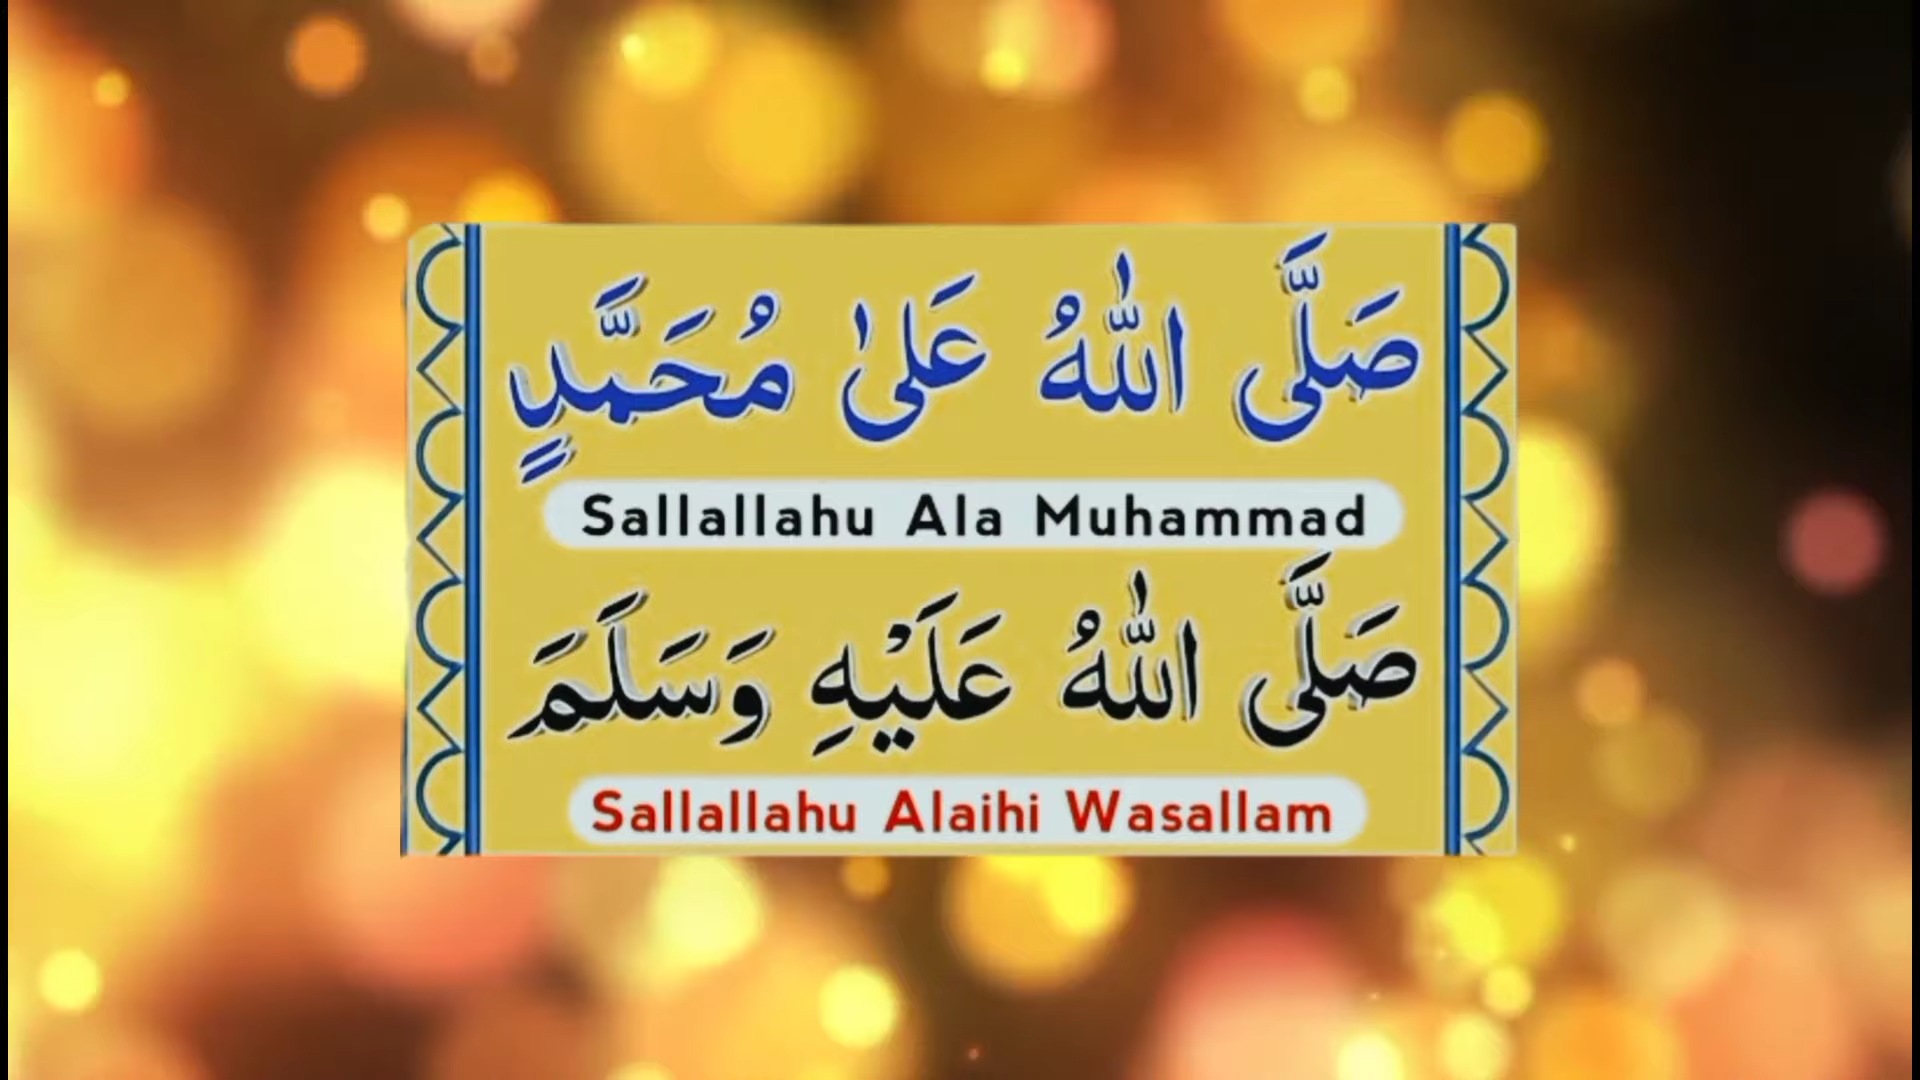 صَلَّى اللهُ عَلىٰ مُحَمَّدٍ
Sallallahu Ala Muhammad
صَلَّى اللهُ عَلَيْهِ وَسَلَّمَ
Sallallahu Alaihi Wasallam